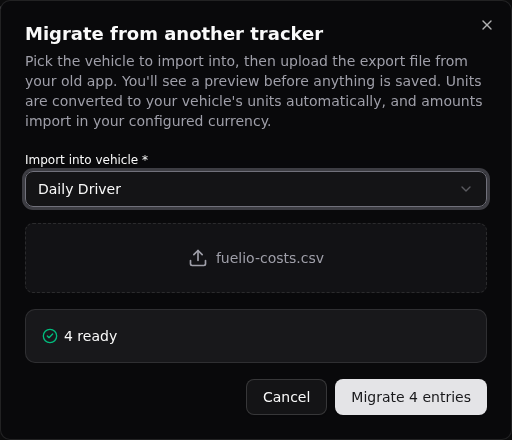 Migrate from another tracker
Pick the vehicle to import into, then upload the export file from
your old app. You'll see a preview before anything is saved. Units
are converted to your vehicle's units automatically, and amounts
import in your configured currency.
Import into vehicle *
Daily Driver
fuelio-costs.csv
4 ready
Cancel
Migrate 4 entries